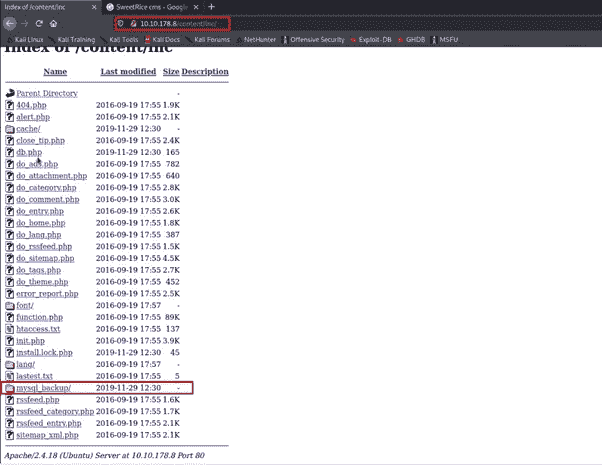 Index of /content/inc
SweetRice cms - Google
10.10.178.8/content/inc/
Kali Linux Kali Training Kali Tools Kali Docs Kali Forums NetHunter Offensive Security Exploit-DB GHDB MSFU
Index of /content/inc
Name Last modified Size Description
Parent Directory -
404.php 2016-09-19 17:55 1.9K
alert.php 2016-09-19 17:55 2.1K
cache/ 2019-11-29 12:30 -
close_tip.php 2016-09-19 17:55 2.4K
db.php 2019-11-29 12:30 165
do_ads.php 2016-09-19 17:55 782
do_attachment.php 2016-09-19 17:55 640
do_category.php 2016-09-19 17:55 2.8K
do_comment.php 2016-09-19 17:55 3.0K
do_entry.php 2016-09-19 17:55 2.6K
do_home.php 2016-09-19 17:55 1.8K
do_lang.php 2016-09-19 17:55 387
do_rssfeed.php 2016-09-19 17:55 1.5K
do_sitemap.php 2016-09-19 17:55 4.5K
do_tags.php 2016-09-19 17:55 2.7K
do_theme.php 2016-09-19 17:55 452
error_report.php 2016-09-19 17:55 2.5K
font/ 2016-09-19 17:57 -
function.php 2016-09-19 17:55 89K
htaccess.txt 2016-09-19 17:55 137
init.php 2016-09-19 17:55 3.9K
install.lock.php 2019-11-29 12:30 45
lang/ 2016-09-19 17:57 -
lastest.txt 2016-09-19 17:55 5
mysql_backup/ 2019-11-29 12:30 -
rssfeed.php 2016-09-19 17:55 1.6K
rssfeed_category.php 2016-09-19 17:55 1.7K
rssfeed_entry.php 2016-09-19 17:55 2.1K
sitemap_xml.php 2016-09-19 17:55 2.1K
Apache/2.4.18 (Ubuntu) Server at 10.10.178.8 Port 80